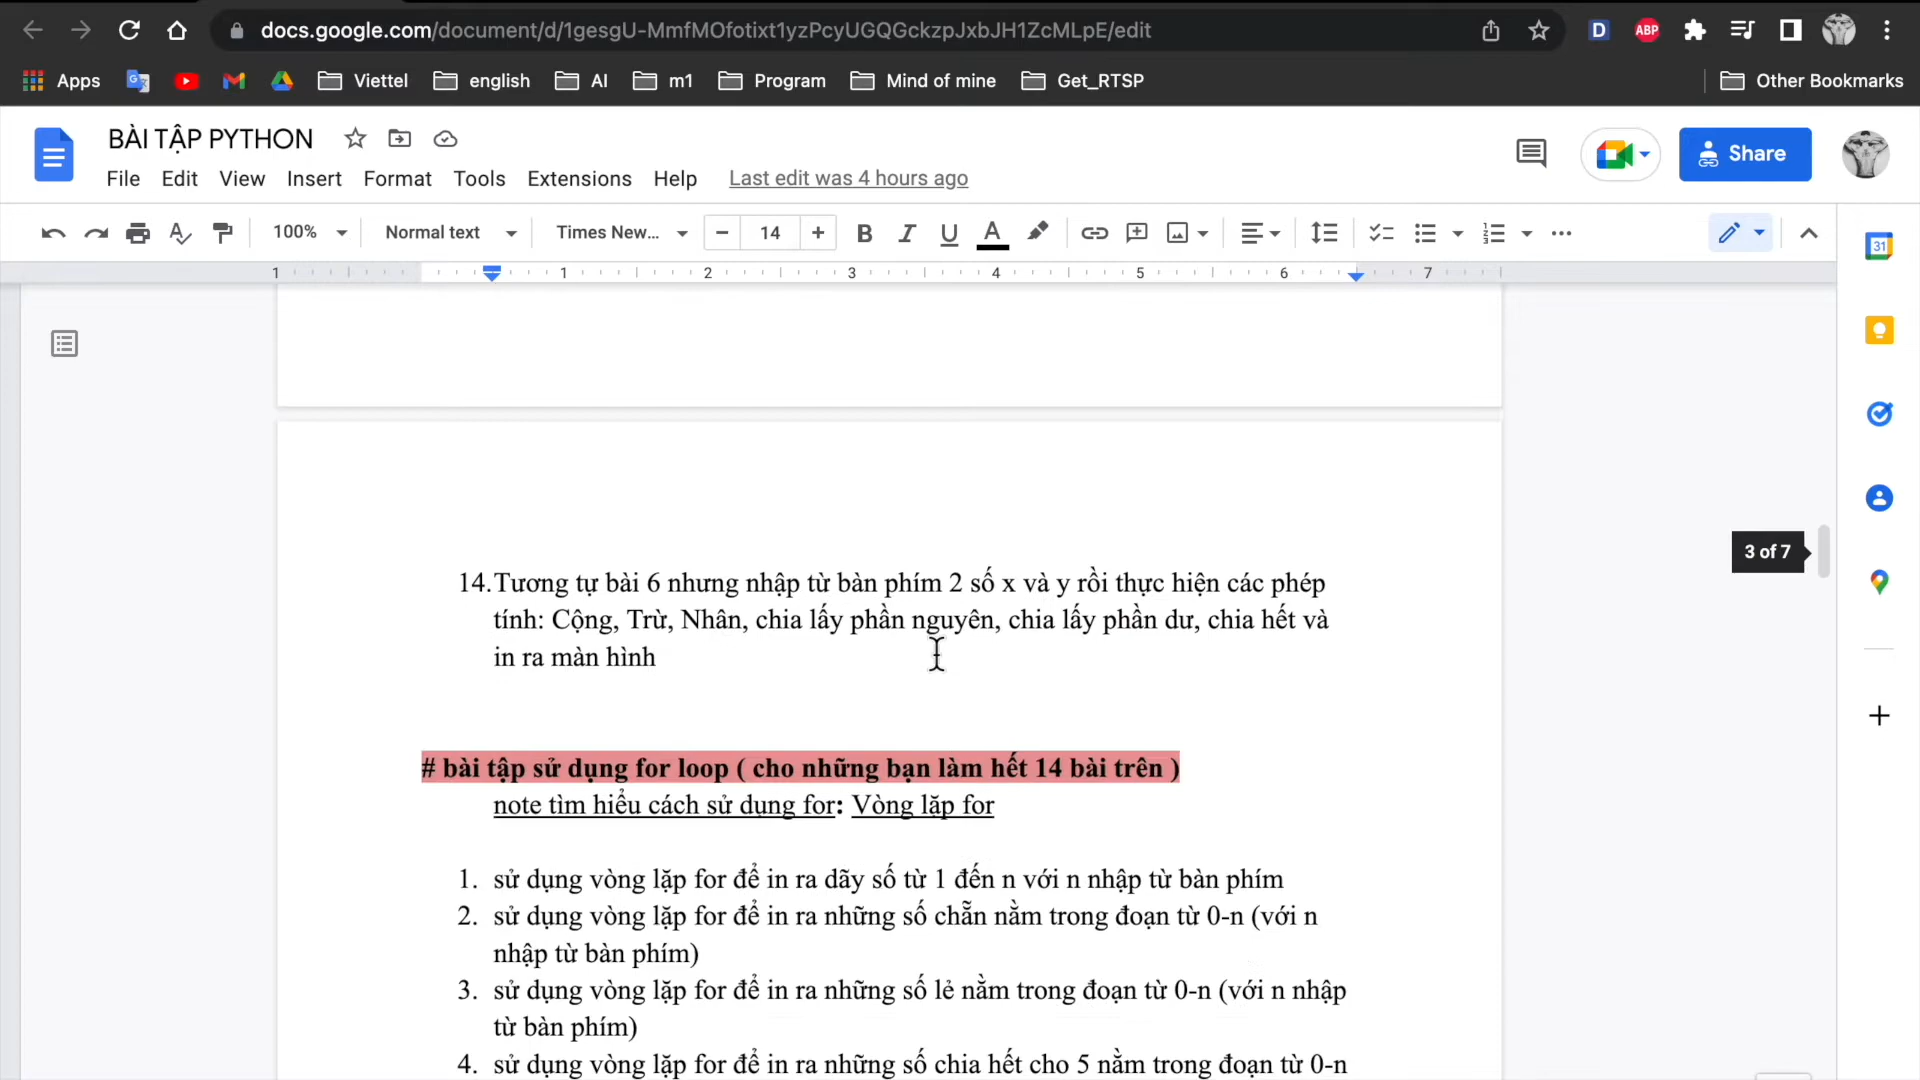 docs.google.com/document/d/1gesgU-MmfMOfotixt1yzPcyUGQGckzpJxbJH1ZcMLpE/edit
ABP
Apps Viettel english AI m1 Program Mind of mine Get_RTSP Other Bookmarks
BÀI TẬP PYTHON
Share
File Edit View Insert Format Tools Extensions Help Last edit was 4 hours ago
100% Normal text Times New... 14 B I U A
31
1 1 2 3 4 5 6 7
3 of 7
14.Tương tự bài 6 nhưng nhập từ bàn phím 2 số x và y rồi thực hiện các phép
tính: Cộng, Trừ, Nhân, chia lấy phần nguyên, chia lấy phần dư, chia hết và
in ra màn hình
# bài tập sử dụng for loop ( cho những bạn làm hết 14 bài trên )
note tìm hiểu cách sử dụng for: Vòng lặp for
1. sử dụng vòng lặp for để in ra dãy số từ 1 đến n với n nhập từ bàn phím
2. sử dụng vòng lặp for để in ra những số chẵn nằm trong đoạn từ 0-n (với n
nhập từ bàn phím)
3. sử dụng vòng lặp for để in ra những số lẻ nằm trong đoạn từ 0-n (với n nhập
từ bàn phím)
4. sử dụng vòng lặp for để in ra những số chia hết cho 5 nằm trong đoạn từ 0-n